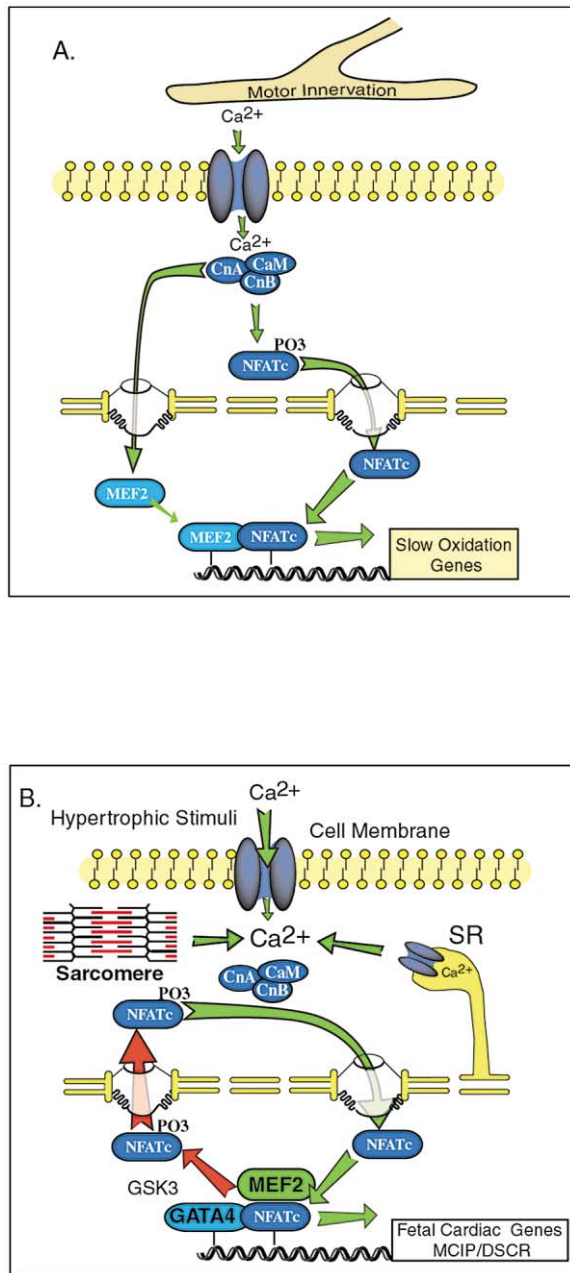 A.
Motor Innervation
Ca2+
Ca2+
CnA CaM
CnB
PO3
NFATc
NFATc
MEF2
MEF2 NFATc
Slow Oxidation
Genes
B.
Ca2+
Hypertrophic Stimuli
Cell Membrane
Ca2+
SR
Ca2+
Sarcomere
CnA CaM
CnB
PO3
NFATc
PO3
NFATc
NFATc
GSK3
MEF2
GATA4 NFATc
Fetal Cardiac Genes
MCIP/DSCR